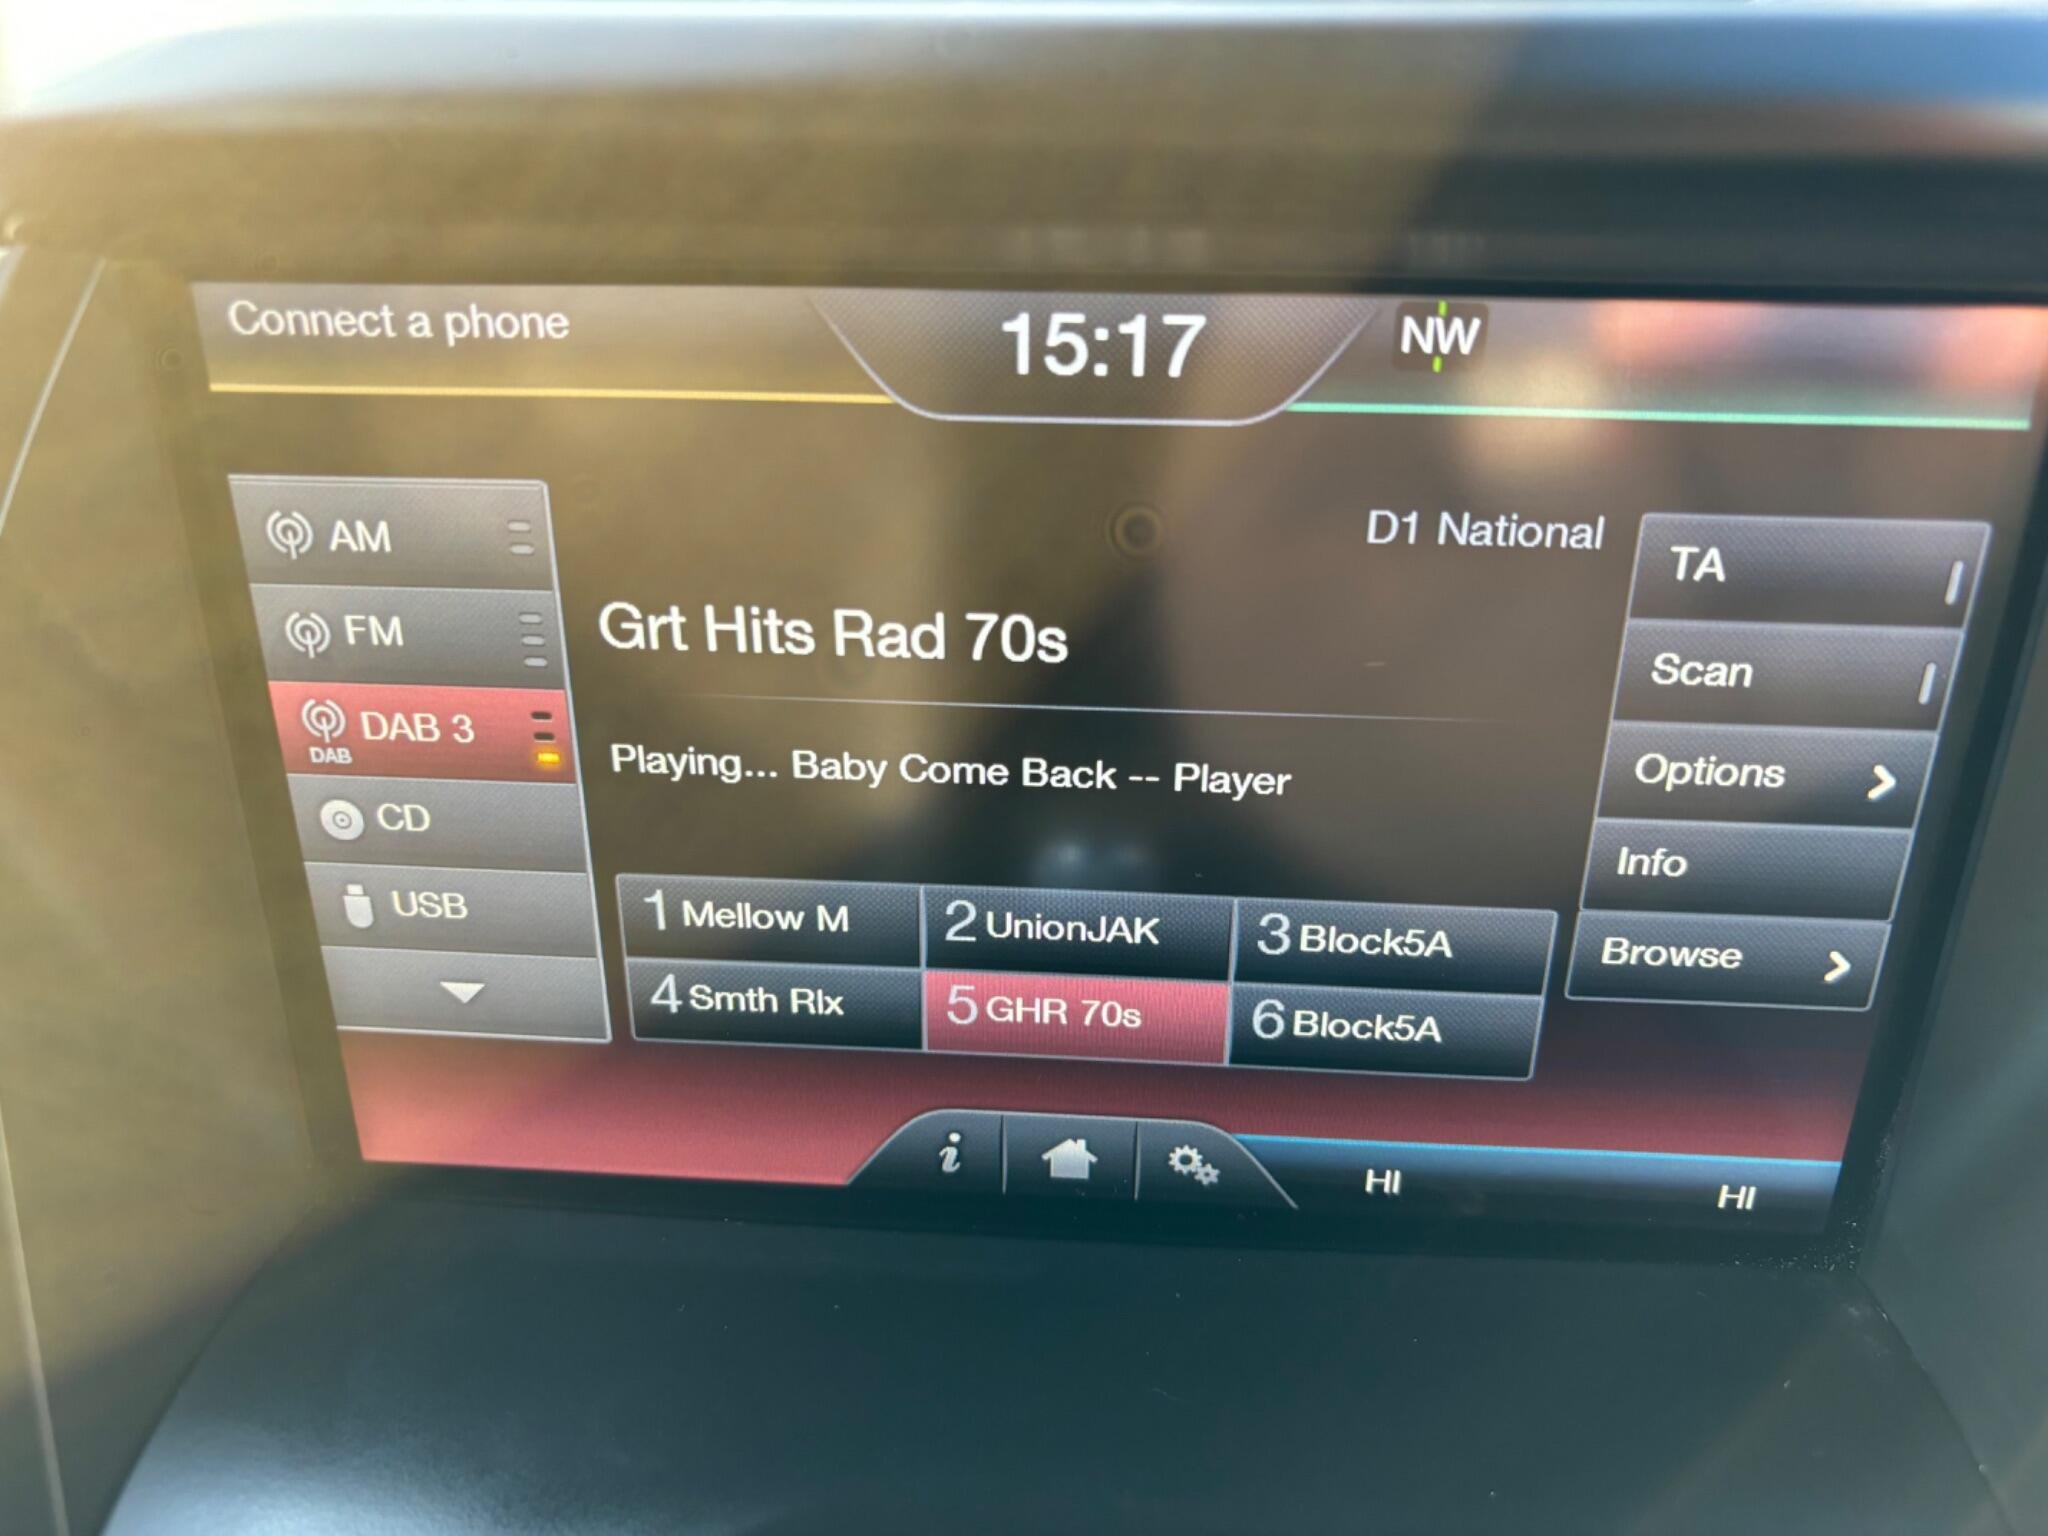 Connect a phone
15:17
NW
AM
FM
DAB 3
DAB
CD
USB
D1 National
Grt Hits Rad 70s
Playing... Baby Come Back -- Player
1 Mellow M
2 UnionJAK
3 Block5A
4 Smth Rlx
5 GHR 70s
6 Block5A
TA
Scan
Options
Info
Browse
i
HI
HI